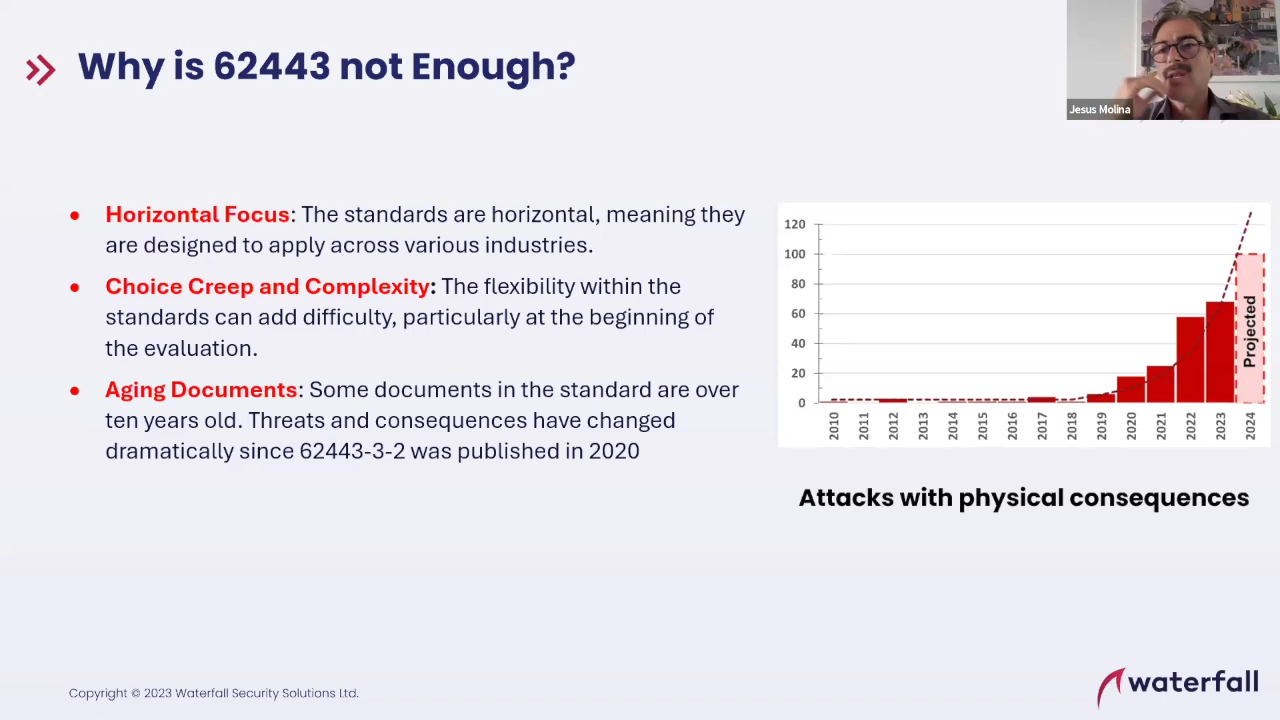 Why is 62443 not Enough?
Jesus Molina
• Horizontal Focus: The standards are horizontal, meaning they
are designed to apply across various industries.
• Choice Creep and Complexity: The flexibility within the
standards can add difficulty, particularly at the beginning of
the evaluation.
• Aging Documents: Some documents in the standard are over
ten years old. Threats and consequences have changed
dramatically since 62443-3-2 was published in 2020
120
100
80
60
40
20
0
Projected
2010 2011 2012 2013 2014 2015 2016 2017 2018 2019 2020 2021 2022 2023 2024
Attacks with physical consequences
Copyright © 2023 Waterfall Security Solutions Ltd.
waterfall